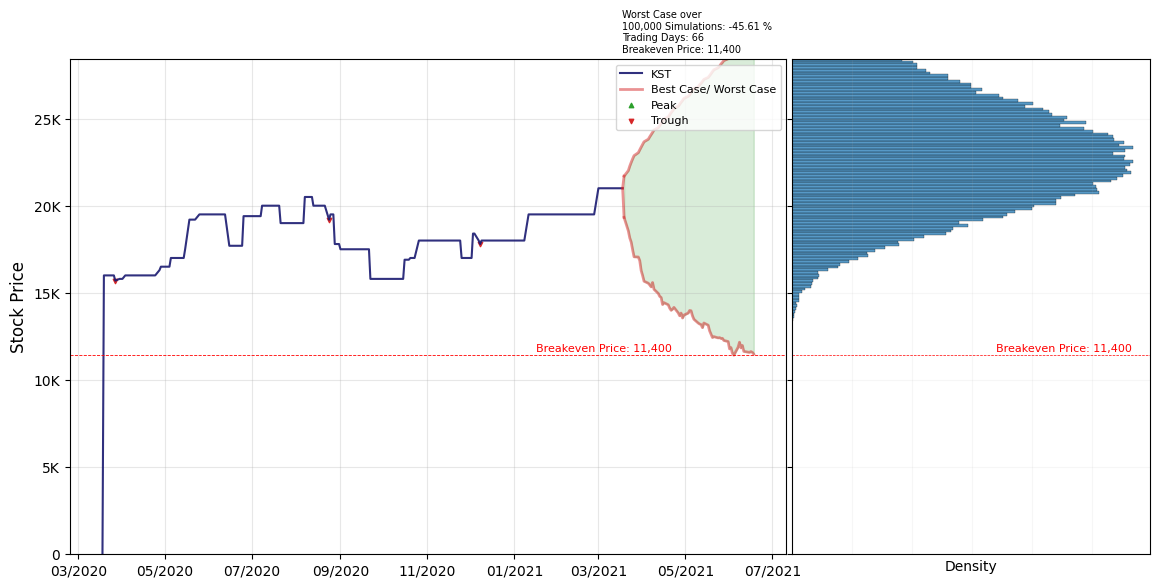 Worst Case over
100,000 Simulations: -45.61 %
Trading Days: 66
Breakeven Price: 11,400
KST
Best Case/ Worst Case
Peak
Trough
Stock Price
25K
20K
15K
10K
5K
0
Breakeven Price: 11,400
Breakeven Price: 11,400
03/2020
05/2020
07/2020
09/2020
11/2020
01/2021
03/2021
05/2021
07/2021
Density